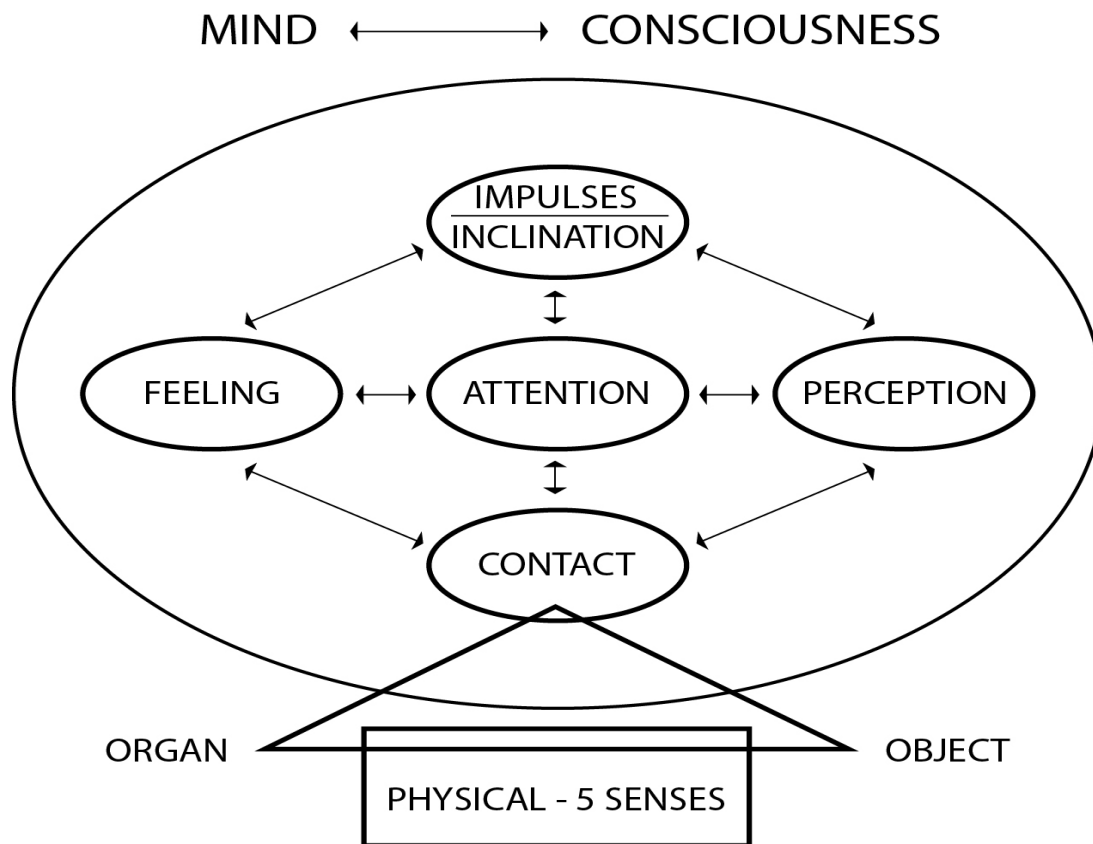 MIND CONSCIOUSNESS
IMPULSES
INCLINATION
FEELING ATTENTION PERCEPTION
CONTACT
ORGAN OBJECT
PHYSICAL - 5 SENSES